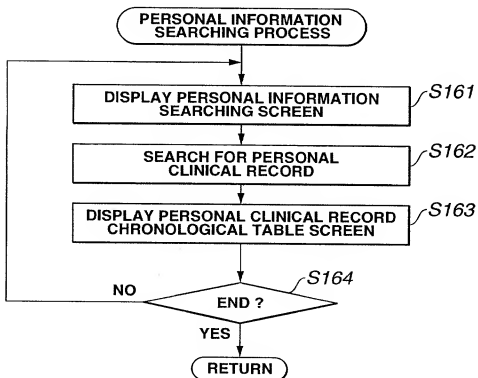 PERSONAL INFORMATION
SEARCHING PROCESS
DISPLAY PERSONAL INFORMATION
SEARCHING SCREEN
S161
SEARCH FOR PERSONAL
CLINICAL RECORD
S162
DISPLAY PERSONAL CLINICAL RECORD
CHRONOLOGICAL TABLE SCREEN
S163
S164
NO
END ?
YES
RETURN